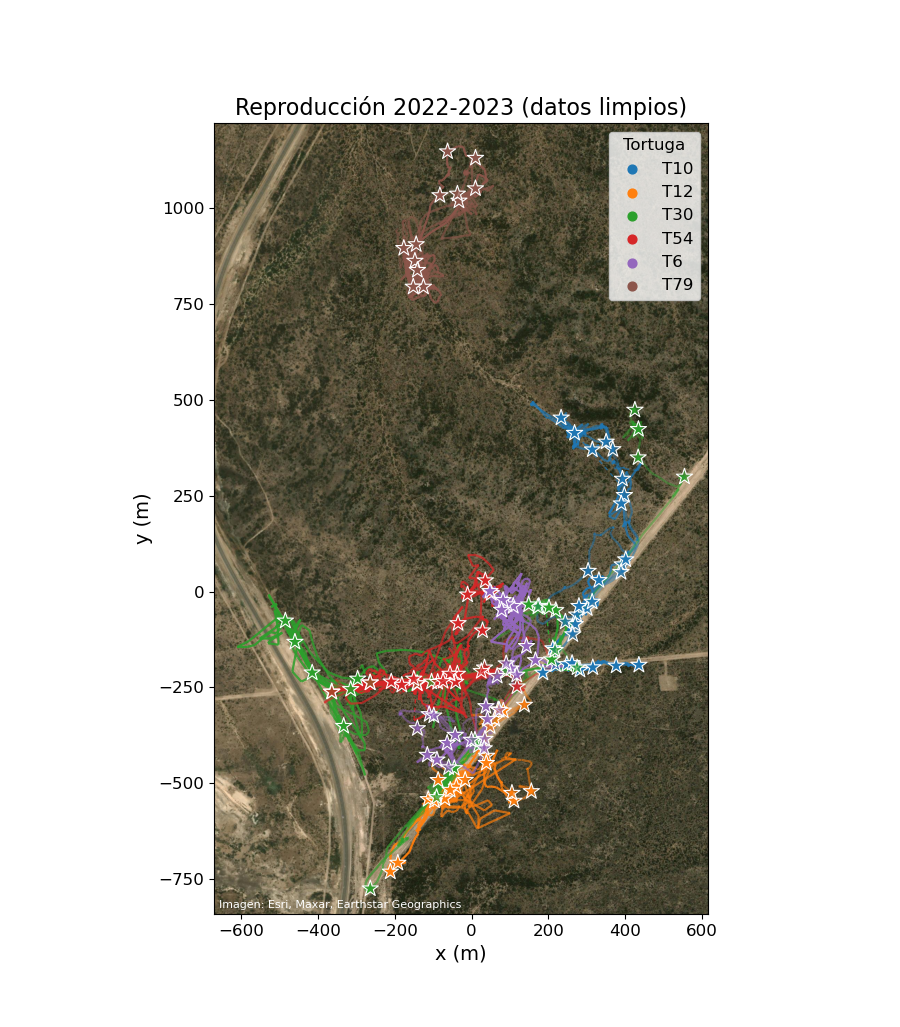 Reproducción 2022-2023 (datos limpios)
Tortuga
T10
T12
T30
T54
T6
T79
y (m)
1000
750
500
250
0
−250
−500
−750
Imagen: Esri, Maxar, Earthstar Geographics
−600
−400
−200
0
200
400
600
x (m)